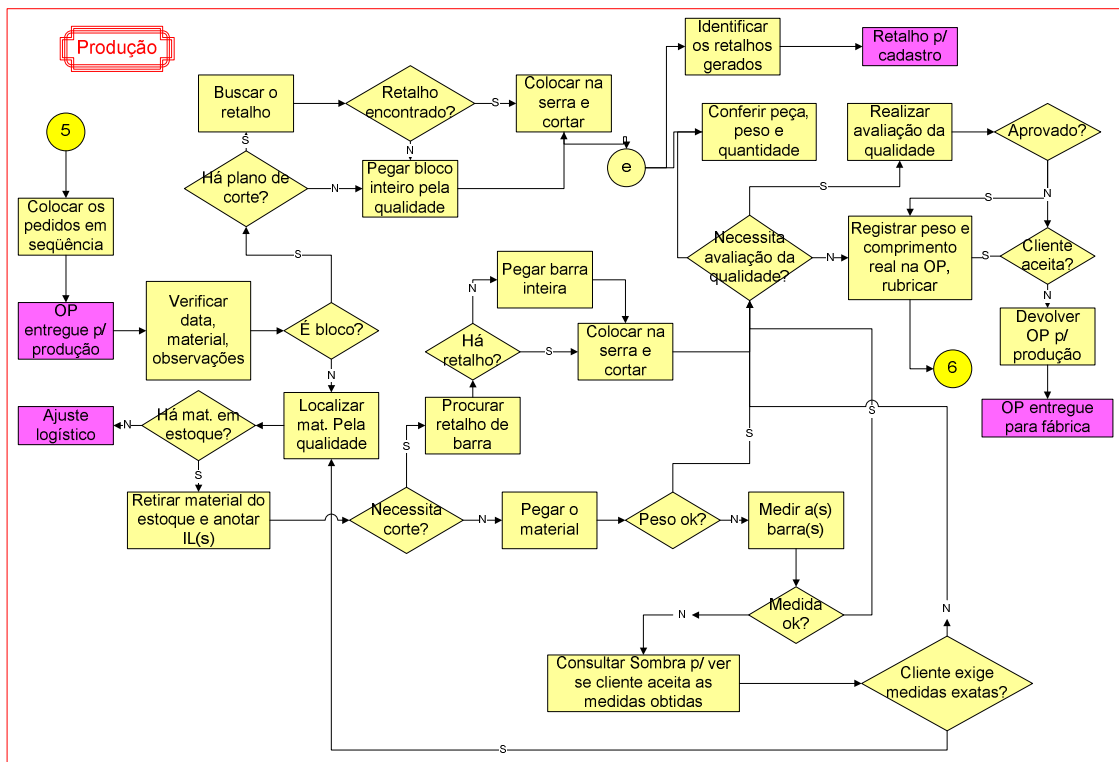 Produção
5
Colocar os
pedidos em
seqüência
OP
entregue p/
produção
Verificar
data,
material,
observações
É bloco?
S
N
Há plano de
corte?
S
N
Buscar o
retalho
Retalho
encontrado?
S
N
Pegar bloco
inteiro pela
qualidade
Colocar na
serra e
cortar
e
Identificar
os retalhos
gerados
Retalho p/
cadastro
Conferir peça,
peso e
quantidade
Necessita
avaliação da
qualidade?
S
N
Realizar
avaliação da
qualidade
Aprovado?
S
N
Registrar peso e
comprimento
real na OP,
rubricar
6
Cliente
aceita?
S
N
Devolver
OP p/
produção
OP entregue
para fábrica
Localizar
mat. Pela
qualidade
Há mat. em
estoque?
N
S
Ajuste
logístico
Retirar material do
estoque e anotar
IL(s)
Necessita
corte?
S
N
Procurar
retalho de
barra
Há
retalho?
N
S
Pegar barra
inteira
Colocar na
serra e
cortar
Pegar o
material
Peso ok?
S
N
Medir a(s)
barra(s)
Medida
ok?
S
N
Consultar Sombra p/ ver
se cliente aceita as
medidas obtidas
Cliente exige
medidas exatas?
N
S